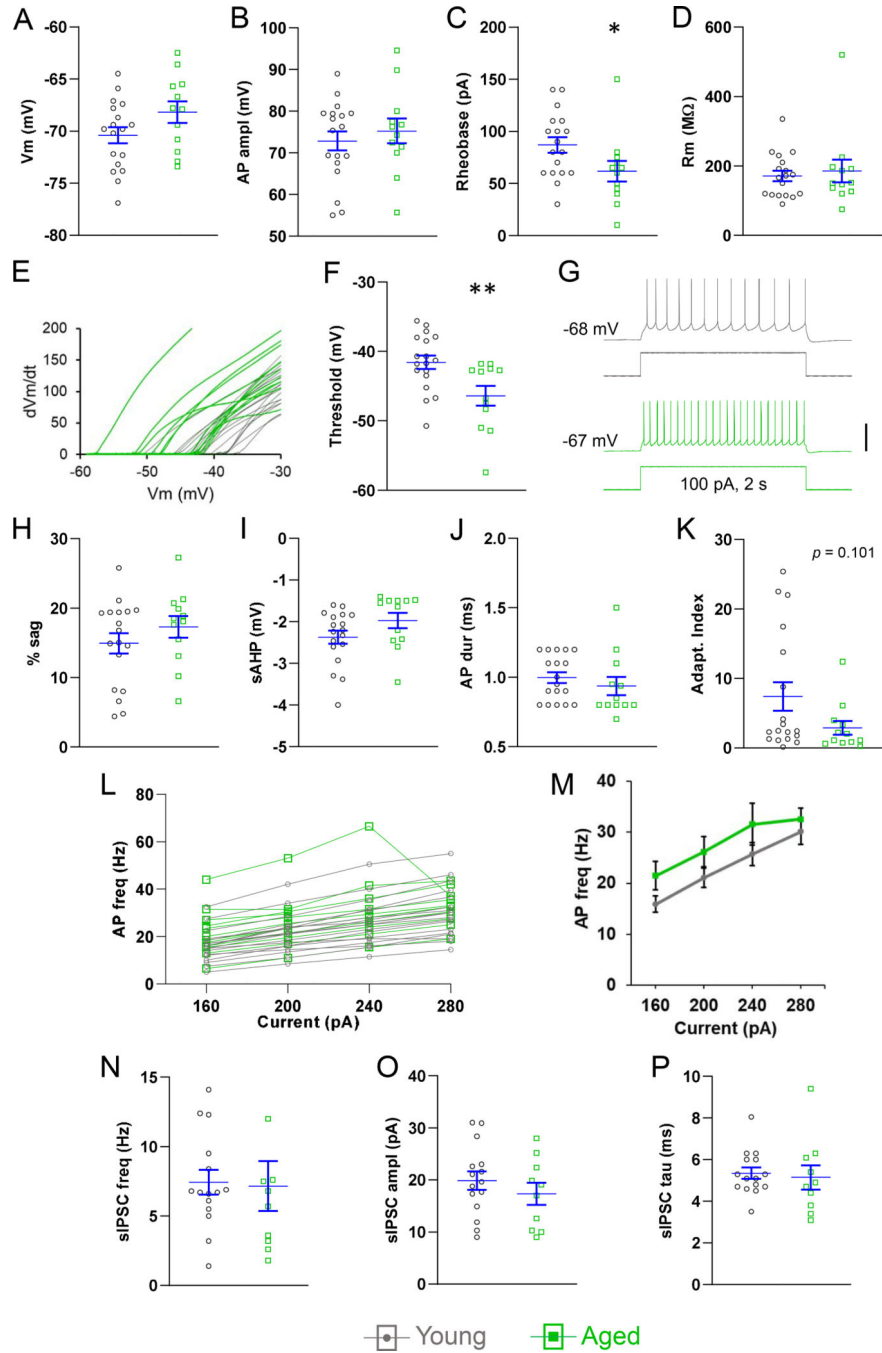 A
Vm (mV)
-60
-65
-70
-75
-80
B
AP ampl (mV)
100
90
80
70
60
50
C
*
Rheobase (pA)
200
150
100
50
0
D
Rm (MΩ)
600
400
200
0
E
dVm/dt
200
150
100
50
0
-60 -50 -40 -30
Vm (mV)
F
**
Threshold (mV)
-30
-40
-50
-60
G
-68 mV
-67 mV
100 pA, 2 s
H
% sag
30
20
10
0
I
sAHP (mV)
0
-1
-2
-3
-4
-5
J
AP dur (ms)
2.0
1.5
1.0
0.5
K
p = 0.101
Adapt. Index
30
20
10
0
L
AP freq (Hz)
80
60
40
20
0
160 200 240 280
Current (pA)
M
AP freq (Hz)
40
30
20
10
0
160 200 240 280
Current (pA)
N
sIPSC freq (Hz)
15
10
5
0
O
sIPSC ampl (pA)
40
30
20
10
0
P
sIPSC tau (ms)
10
8
6
4
2
0
Young Aged